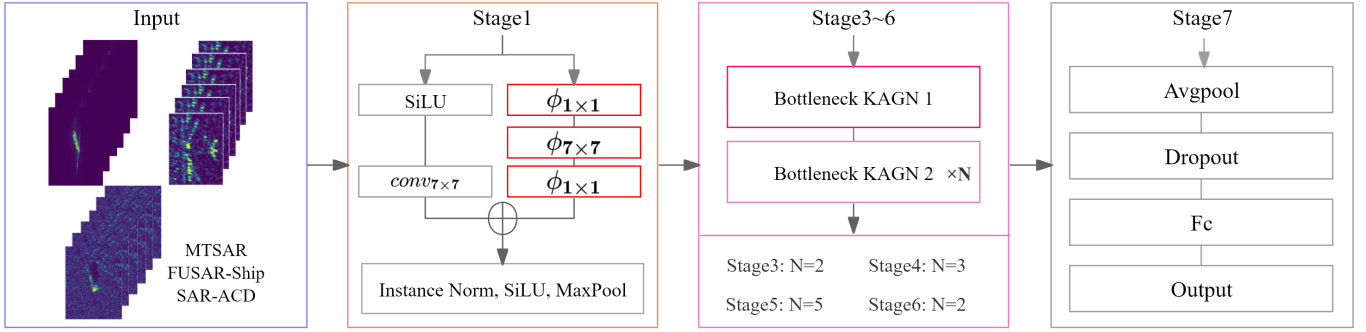 Input
MTSAR
FUSAR-Ship
SAR-ACD
Stage1
SiLU
conv7×7
ϕ1×1
ϕ7×7
ϕ1×1
Instance Norm, SiLU, MaxPool
Stage3~6
Bottleneck KAGN 1
Bottleneck KAGN 2 ×N
Stage3: N=2 Stage4: N=3
Stage5: N=5 Stage6: N=2
Stage7
Avgpool
Dropout
Fc
Output